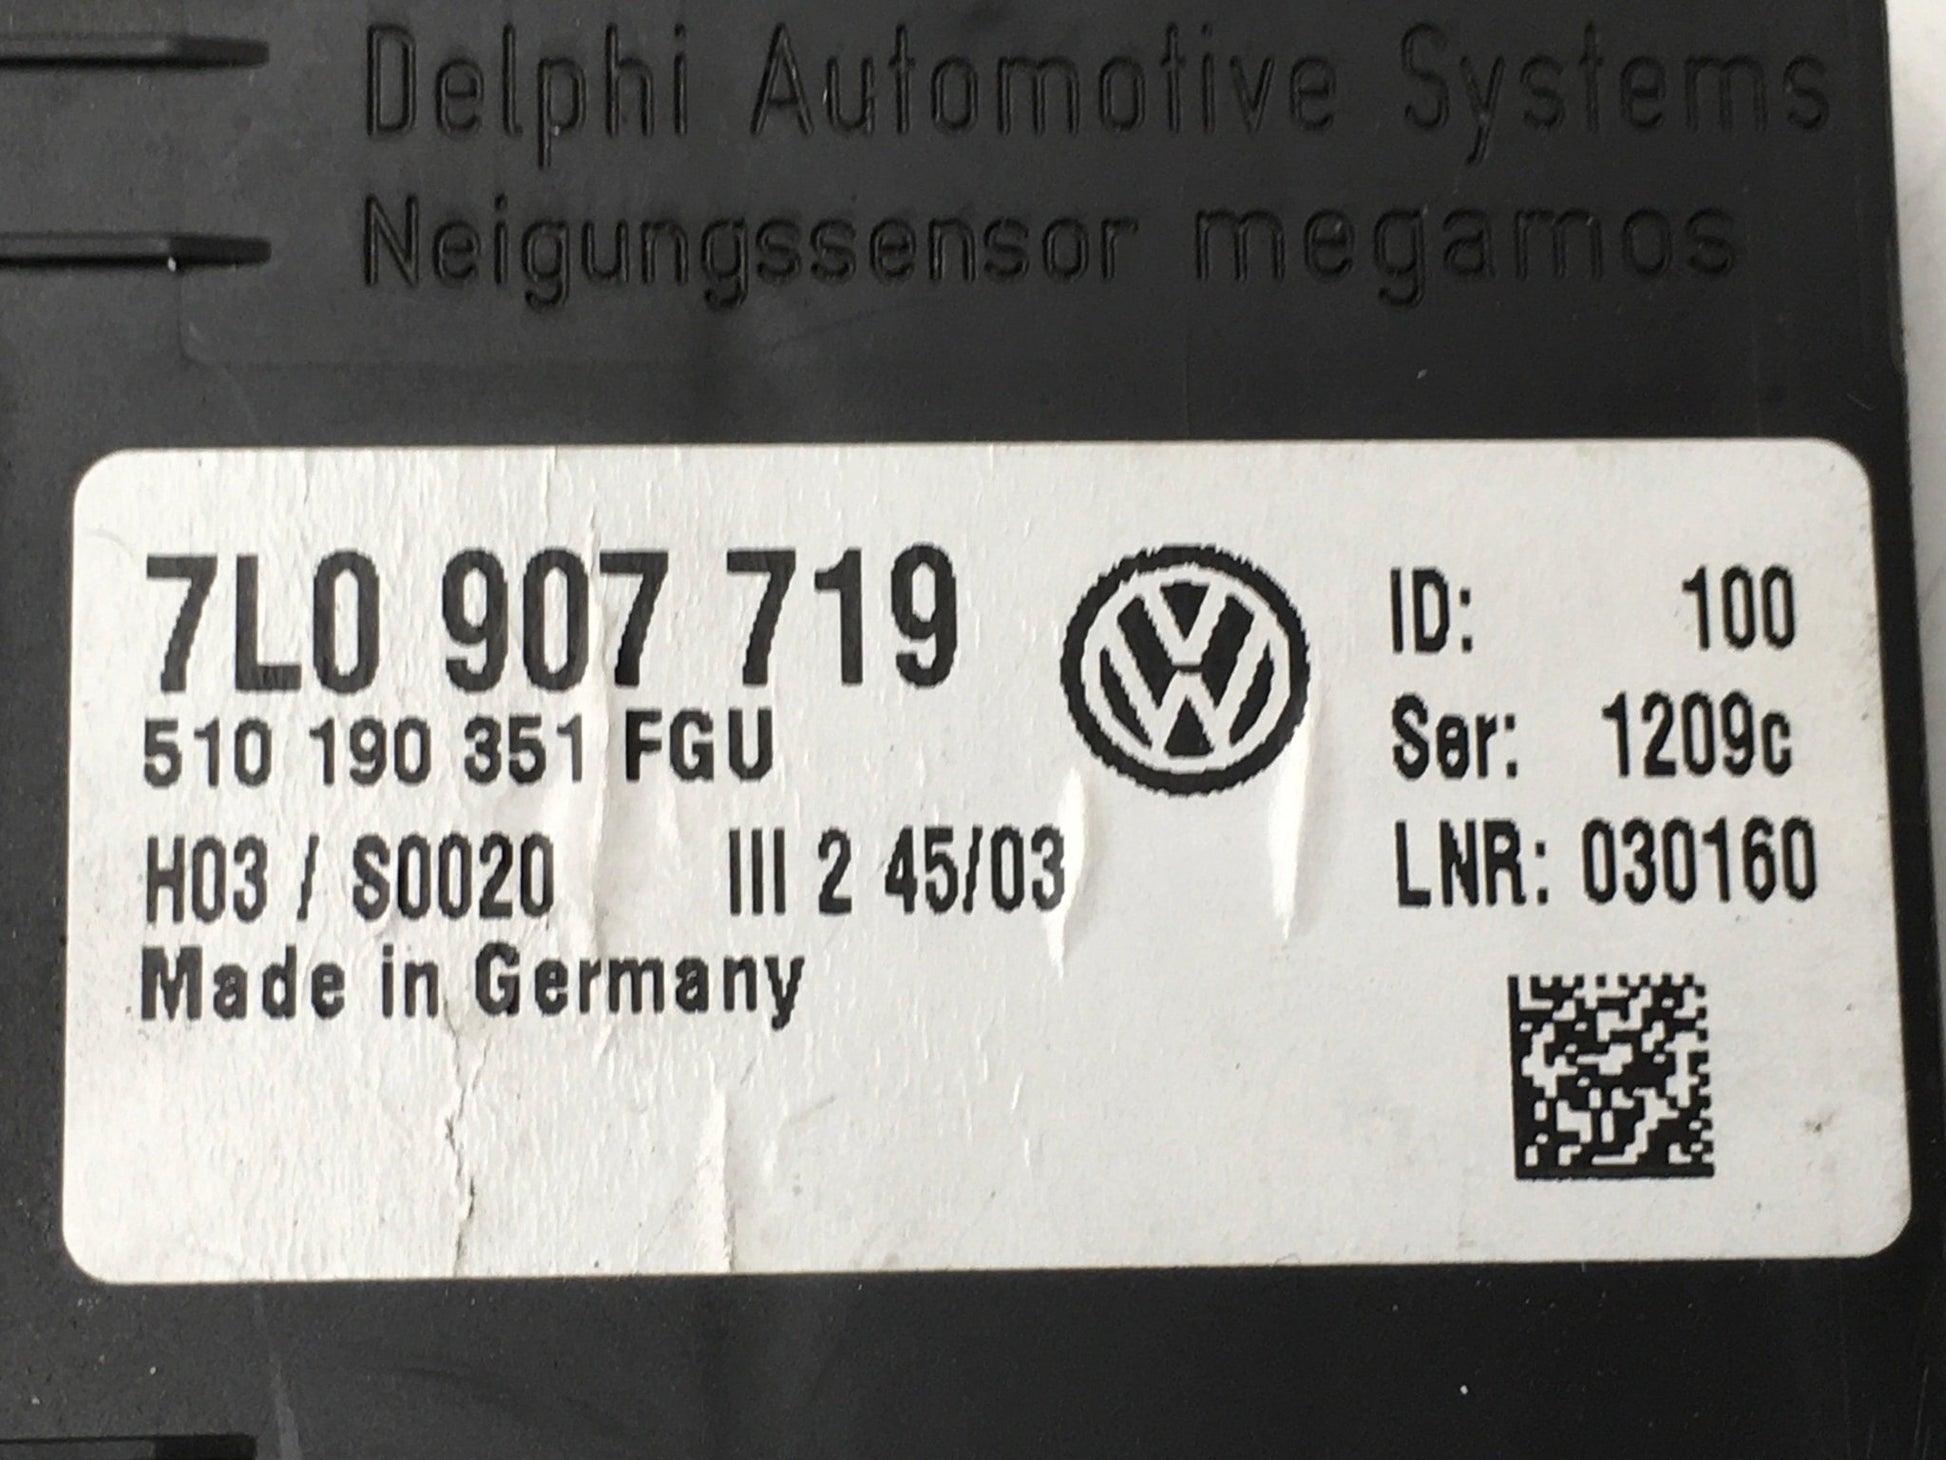 Delphi Automotive Systems
Neigungssensor megamos
7L0 907 719
510 190 351 FGU
H03 / S0020 III 2 45/03
Made in Germany
VW
ID: 100
Ser: 1209c
LNR: 030160